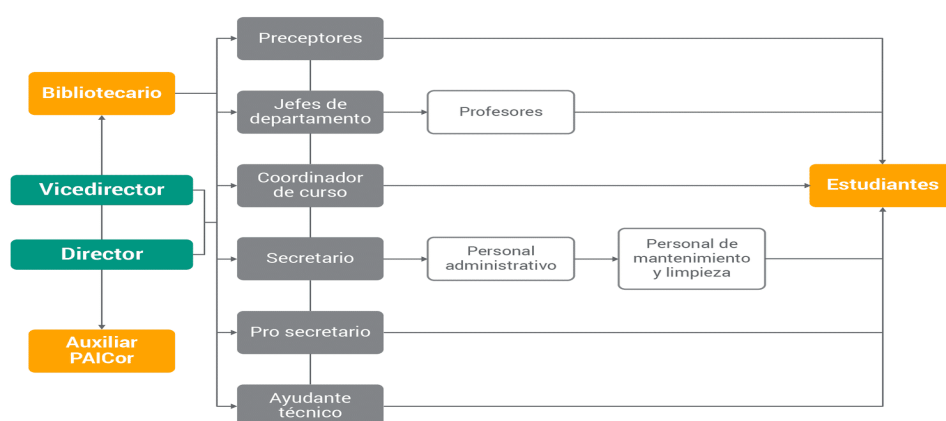 Preceptores
Bibliotecario
Jefes de
departamento
Profesores
Vicedirector
Coordinador
de curso
Estudiantes
Director
Secretario
Personal
administrativo
Personal de
mantenimiento
y limpieza
Auxiliar
PAICor
Pro secretario
Ayudante
técnico